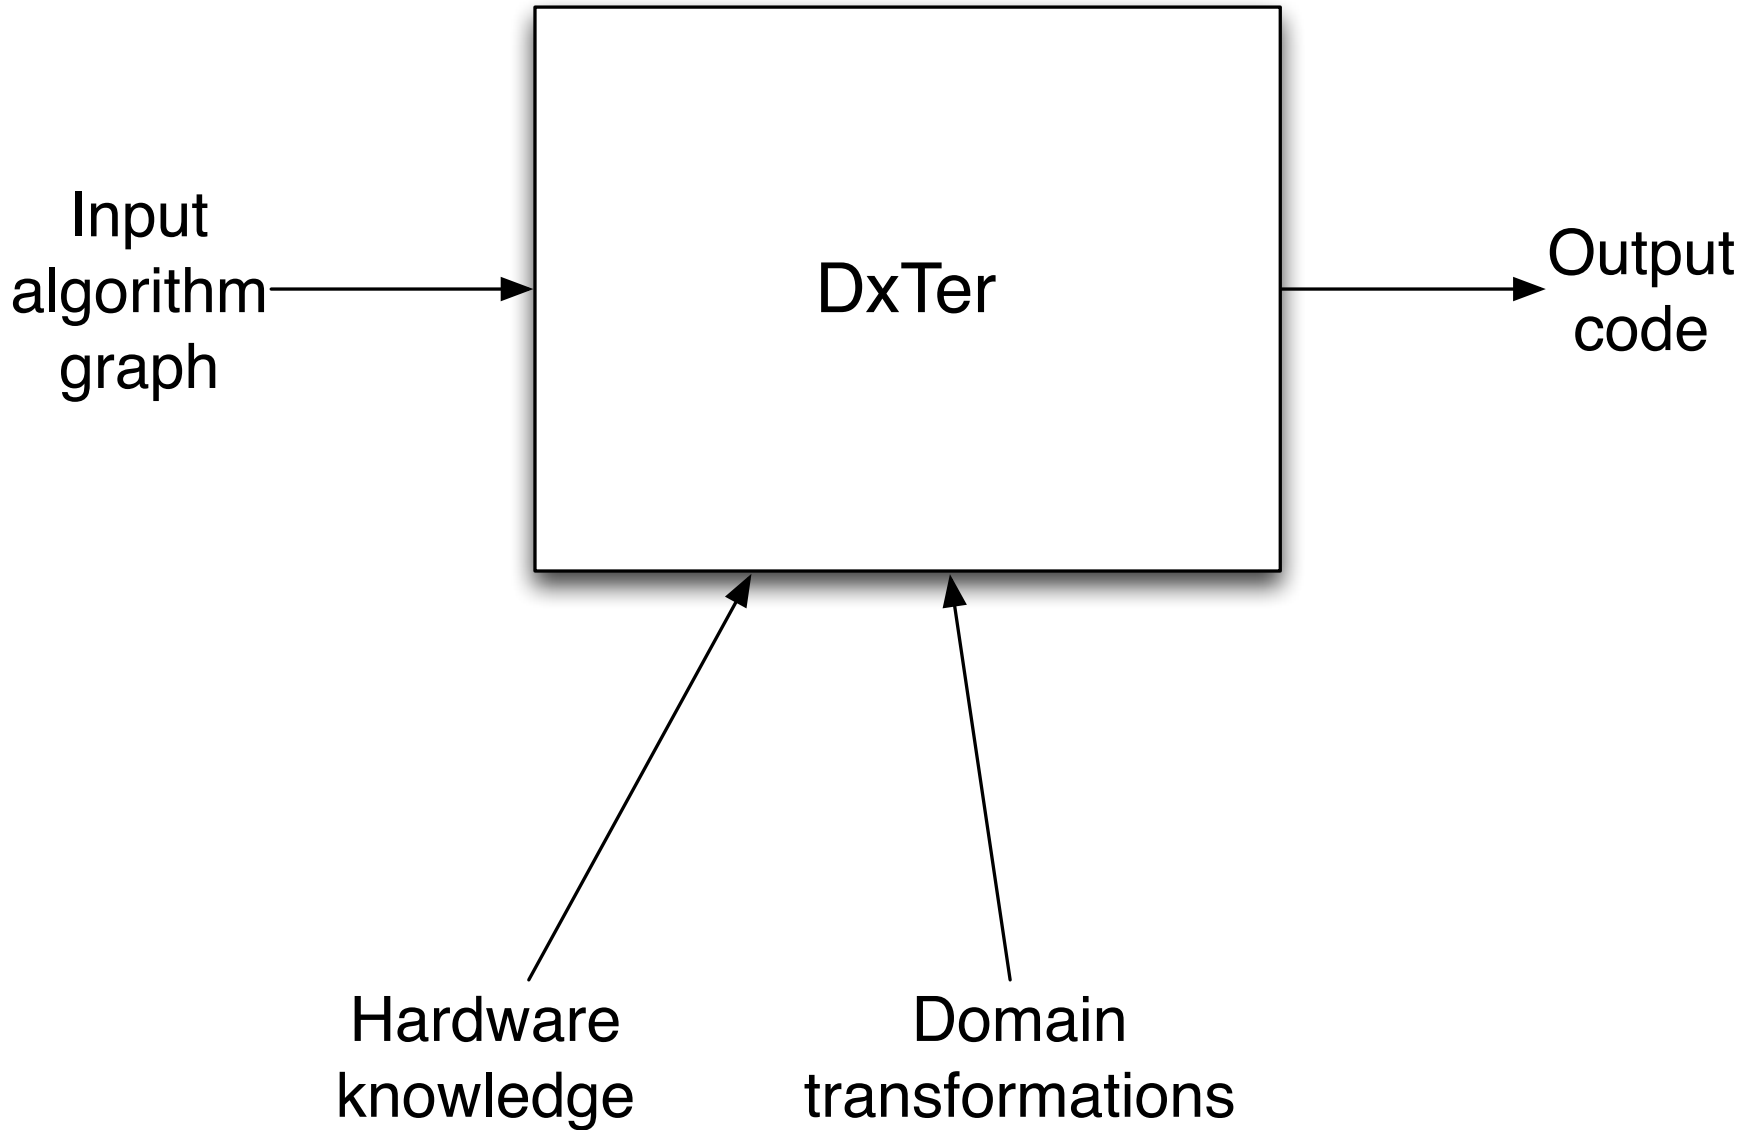 Input
algorithm
graph
DxTer
Output
code
Hardware
knowledge
Domain
transformations